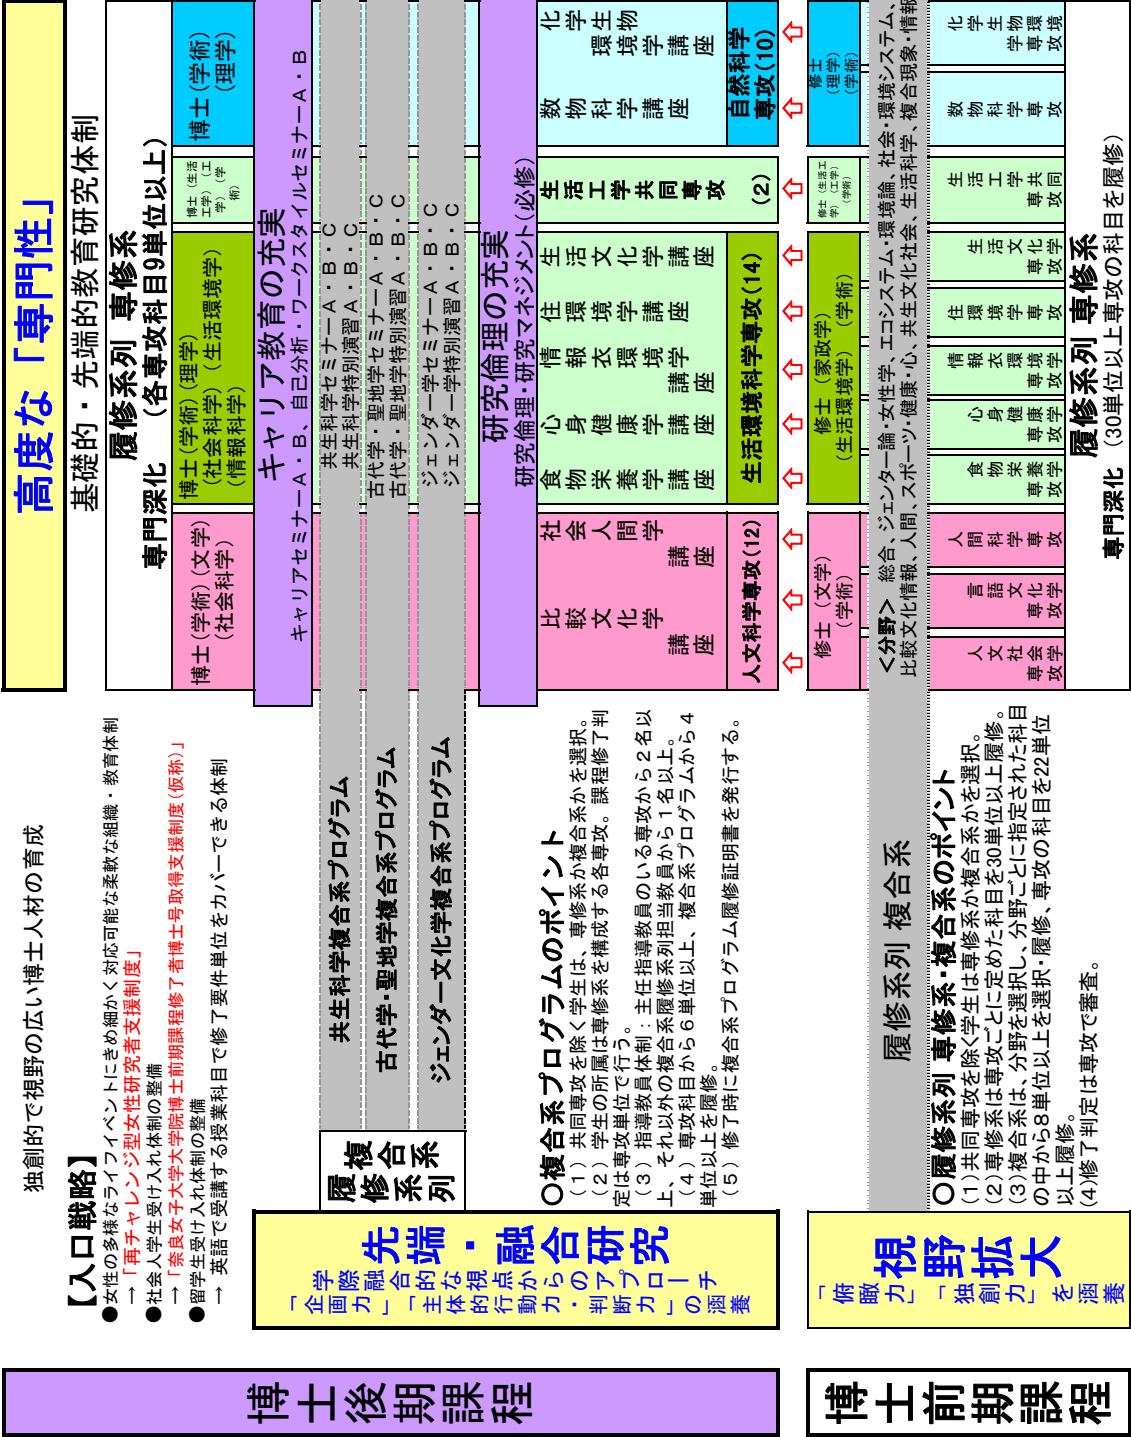 高度な「専門性」
基礎的・先端的教育研究体制
独創的で視野の広い博士人材の育成
【入口戦略】
●女性の多様なライフイベントにきめ細かく対応可能な柔軟な組織・教育体制
→「再チャレンジ型女性研究者支援制度」
●社会人学生受け入れ体制の整備
→「奈良女子大学大学院博士前期課程修了者博士号取得支援制度（仮称）」
●留学生受け入れ体制の整備
→ 英語で受講する授業科目で修了要件単位をカバーできる体制
博士後期課程
先端・融合研究
学際融合的な視点からのアプローチ
「企画力」「主体的行動力・判断力」の涵養
履修系列 専修系
専門深化 （各専攻科目9単位以上）
博士（学術）（文学）
（社会科学）
博士（学術）（理学）
（社会科学）（生活環境学）
（情報科学）
博士（生活
工学）（工
学）（学
術）
博士（学術）
（理学）
キャリア教育の充実
キャリアセミナーA・B、自己分析・ワークスタイルセミナーA・B
履修系列
複合系
共生科学複合系プログラム
共生科学セミナーA・B・C
共生科学特別演習A・B・C
古代学・聖地学複合系プログラム
古代学・聖地学セミナーA・B・C
古代学・聖地学特別演習A・B・C
ジェンダー文化学複合系プログラム
ジェンダー学セミナーA・B・C
ジェンダー学特別演習A・B・C
研究倫理の充実
研究倫理・研究マネジメント（必修）
比較文化学
講座
社会人間学
講座
食物栄養学講座
心身健康学講座
情報衣環境学
講座
住環境学講座
生活文化学講座
生活工学共同専攻
（2）
数物科学講座
化学生物
環境学講座
人文科学専攻（12）
生活環境科学専攻（14）
自然科学
専攻（10）
○複合系プログラムのポイント
（1）共同専攻を除く学生は、専修系か複合系かを選択。
（2）学生の所属は専修系を構成する各専攻。課程修了判
定は専攻単位で行う。
（3）指導教員体制：主任指導教員のいる専攻から2名以
上、それ以外の複合系履修系列担当教員から1名以上。
（4）専攻科目から6単位以上、複合系プログラムから4
単位以上を履修。
（5）修了時に複合系プログラム履修証明書を発行する。
博士前期課程
視野拡大
「俯瞰力」「独創力」を涵養
修士（文学）
（学術）
修士（家政学）
（生活環境学）（学術）
修士（生活工
学）（工学）
（学術）
修士
（理学）
（学術）
履修系列 複合系
＜分野＞ 総合、ジェンダー論・女性学、エコシステム・環境論、社会・環境システム、
比較文化情報、人間、スポーツ・健康・心、共生文化社会、生活科学、複合現象・情報
人文社会学
専攻
言語文化学
専攻
人間科学専攻
食物栄養学
専攻
心身健康学
専攻
情報衣環境学
専攻
住環境学専攻
生活文化学
専攻
生活工学共同
専攻
数物科学専攻
化学生物環境
学専攻
履修系列 専修系
専門深化 （30単位以上専攻の科目を履修）
○履修系列 専修系・複合系のポイント
（1）共同専攻を除く学生は専修系か複合系かを選択。
（2）専修系は専攻ごとに定めた科目を30単位以上履修。
（3）複合系は、分野を選択し、分野ごとに指定された科目
の中から8単位以上を選択・履修、専攻の科目を22単位
以上履修。
（4）修了判定は専攻で審査。